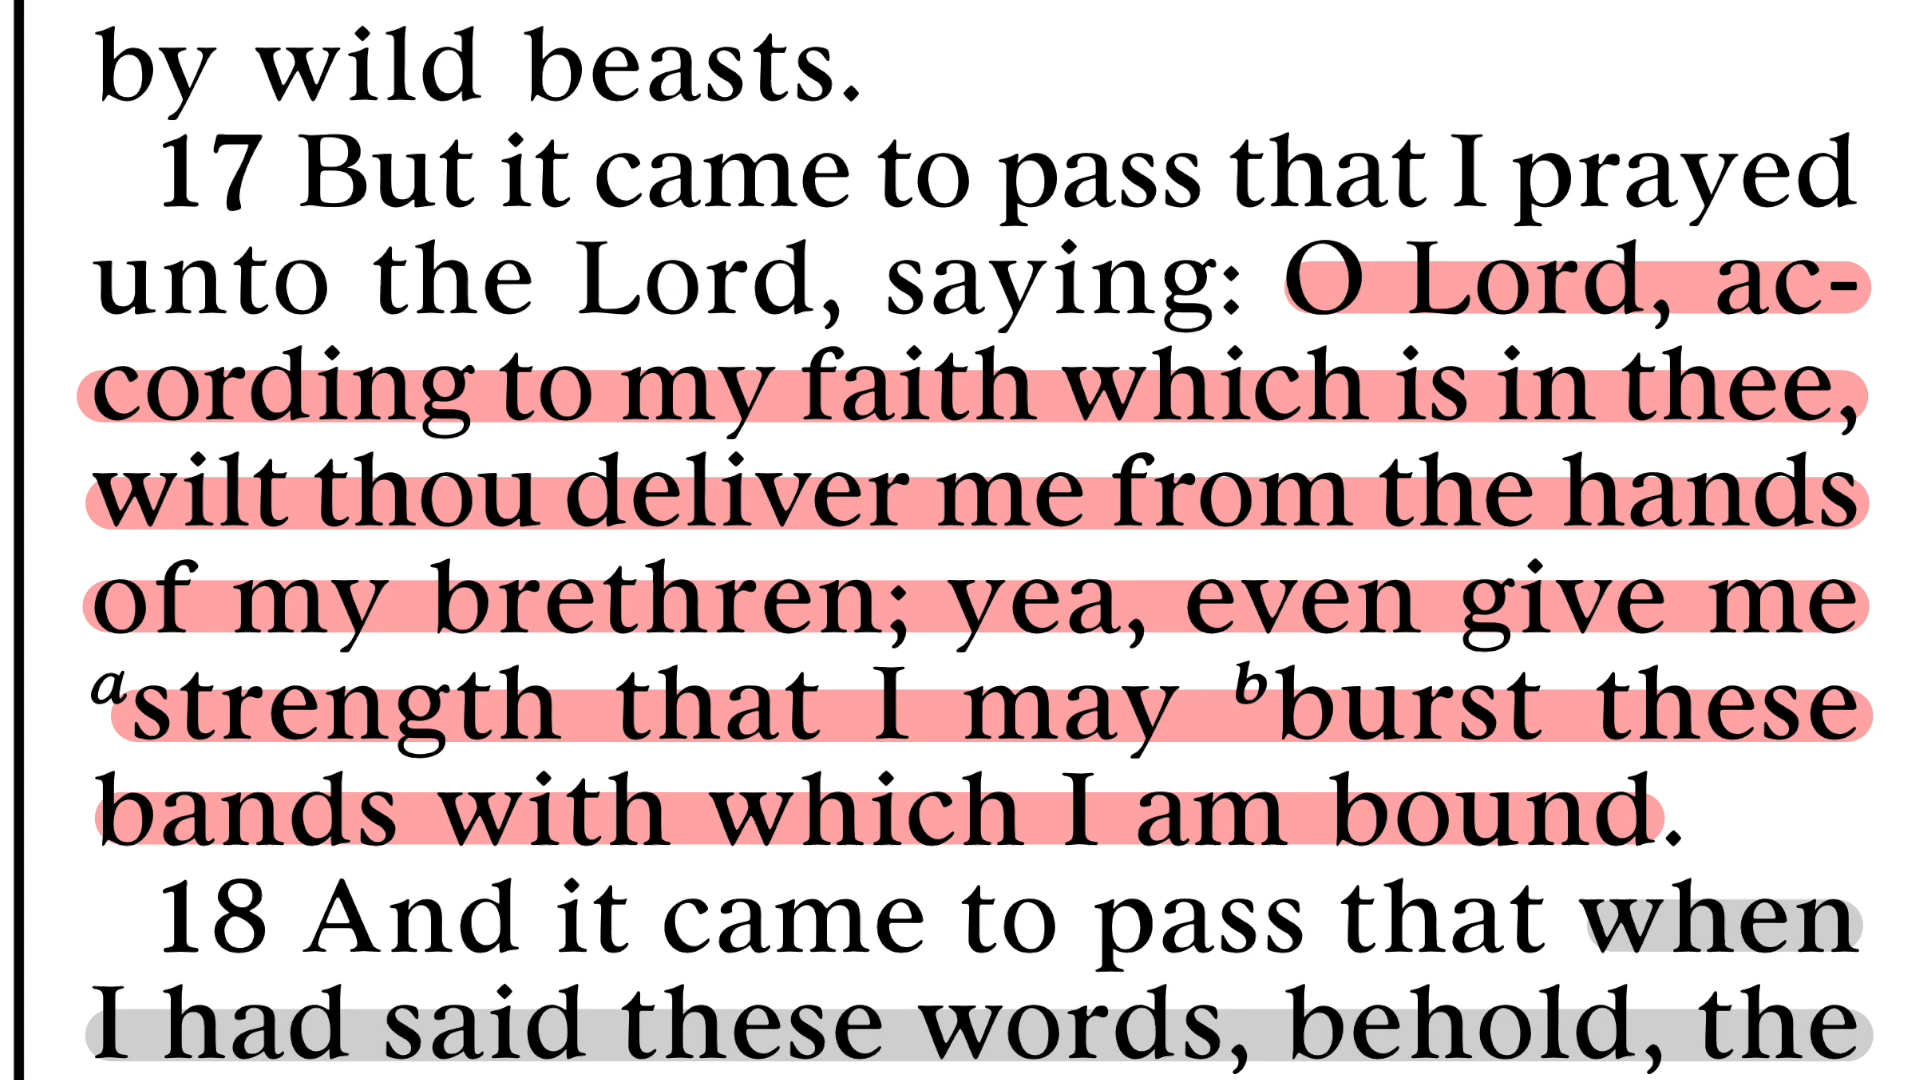 by wild beasts.
17 But it came to pass that I prayed
unto the Lord, saying: O Lord, ac-
cording to my faith which is in thee,
wilt thou deliver me from the hands
of my brethren; yea, even give me
astrength that I may bburst these
bands with which I am bound.
18 And it came to pass that when
I had said these words, behold, the